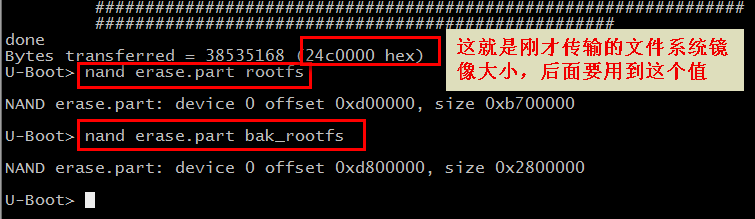 #################################################################
####################################################
done
Bytes transferred = 38535168 (24c0000 hex)
U-Boot> nand erase.part rootfs
这就是刚才传输的文件系统镜
像大小，后面要用到这个值
NAND erase.part: device 0 offset 0xd00000, size 0xb700000
U-Boot> nand erase.part bak_rootfs
NAND erase.part: device 0 offset 0xd800000, size 0x2800000
U-Boot>